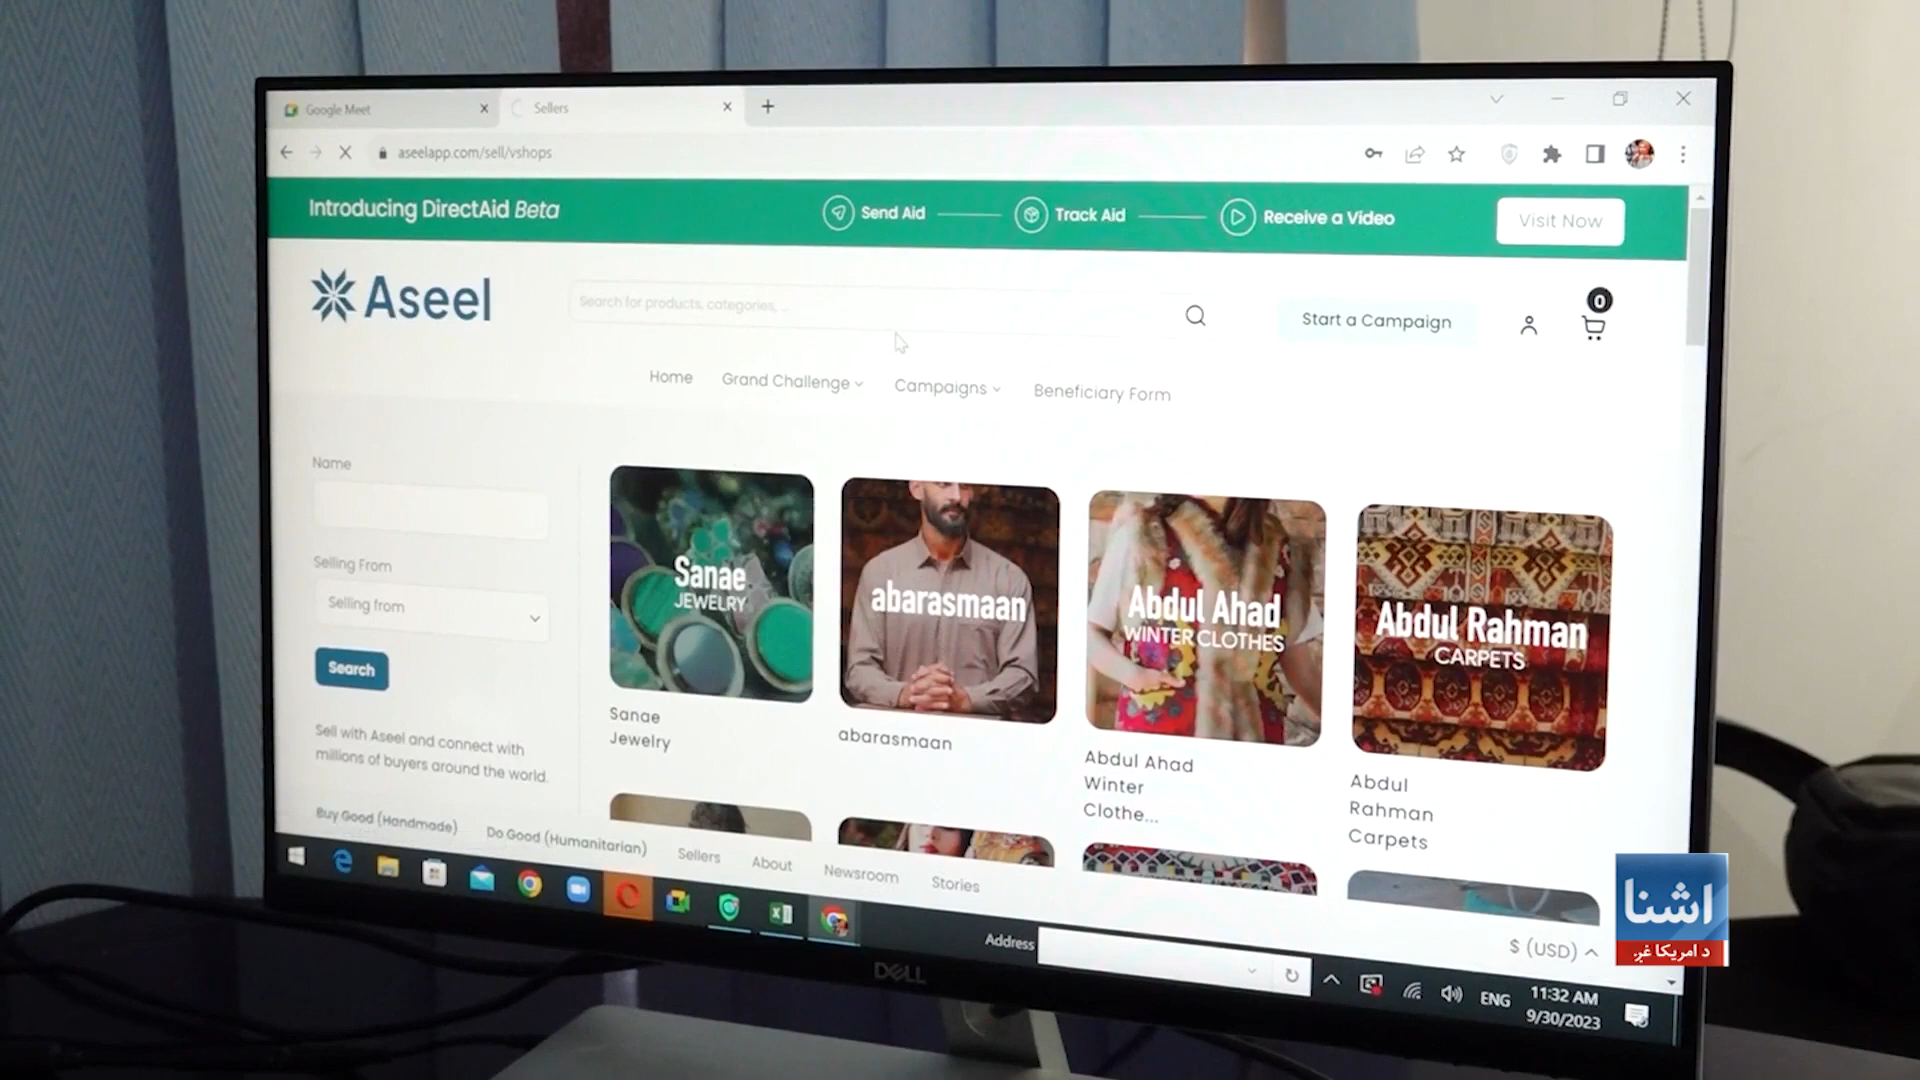 Google Meet
Sellers
aseelapp.com/sell/vshops
Introducing DirectAid Beta
Send Aid
Track Aid
Receive a Video
Visit Now
Aseel
Search for products, categories, ...
Start a Campaign
0
Home
Grand Challenge
Campaigns
Beneficiary Form
Name
Selling From
Selling from
Search
Sell with Aseel and connect with
millions of buyers around the world.
Sanae
JEWELRY
abarasmaan
Abdul Ahad
WINTER CLOTHES
Abdul Rahman
CARPETS
Sanae
Jewelry
abarasmaan
Abdul Ahad
Winter
Clothe...
Abdul
Rahman
Carpets
Buy Good (Handmade)
Do Good (Humanitarian)
Sellers
About
Newsroom
Stories
$ (USD)
Address
ENG
11:32 AM
9/30/2023
DELL
اشنا
د امریکا غږ